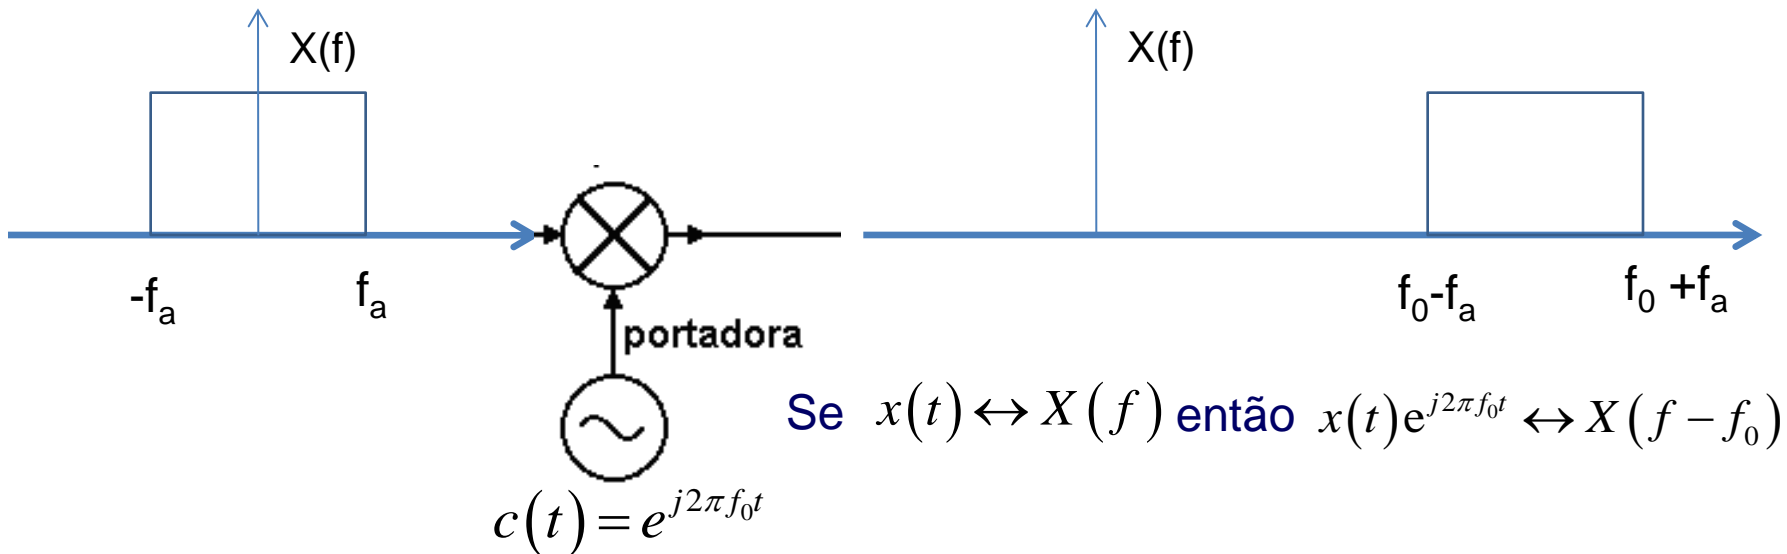 X(f)
X(f)
-fₐ
fₐ
f₀-fₐ
f₀ +fₐ
portadora
Se x(t) ↔ X(f) então x(t)e^{j2πf₀t} ↔ X(f − f₀)
c(t) = e^{j2πf₀t}